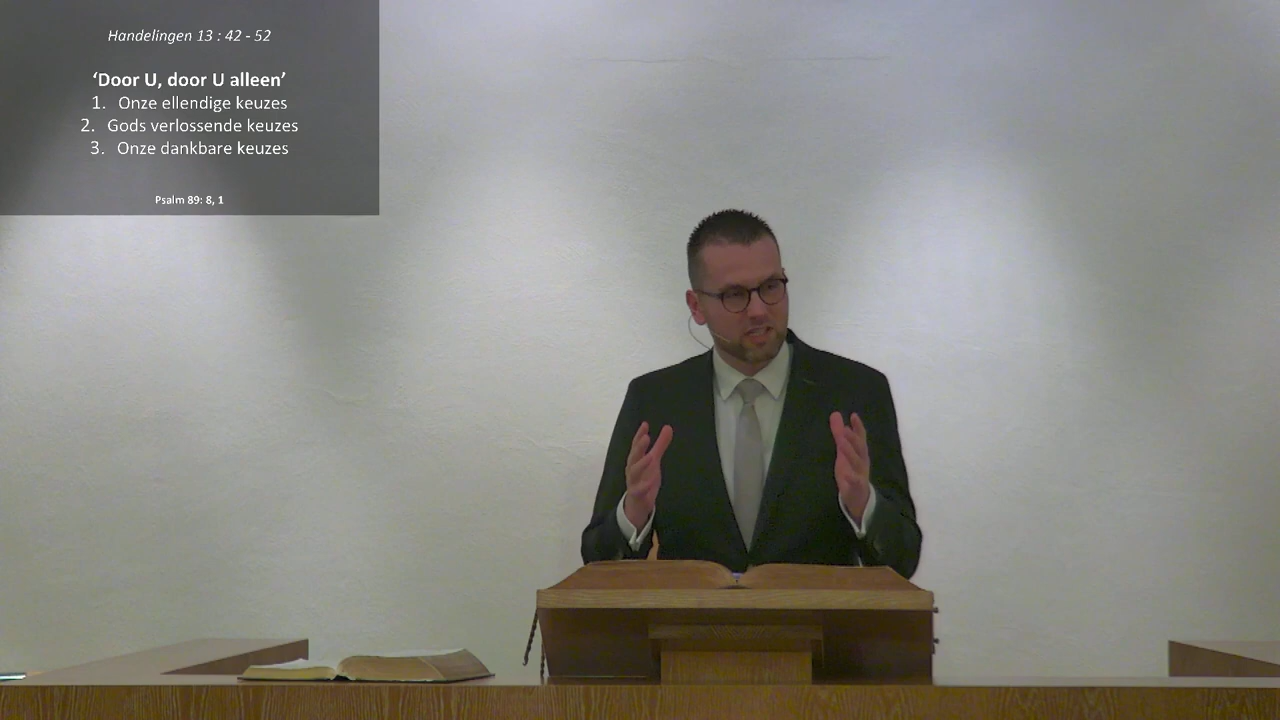 Handelingen 13 : 42 - 52
‘Door U, door U alleen’
1. Onze ellendige keuzes
2. Gods verlossende keuzes
3. Onze dankbare keuzes
Psalm 89: 8, 1